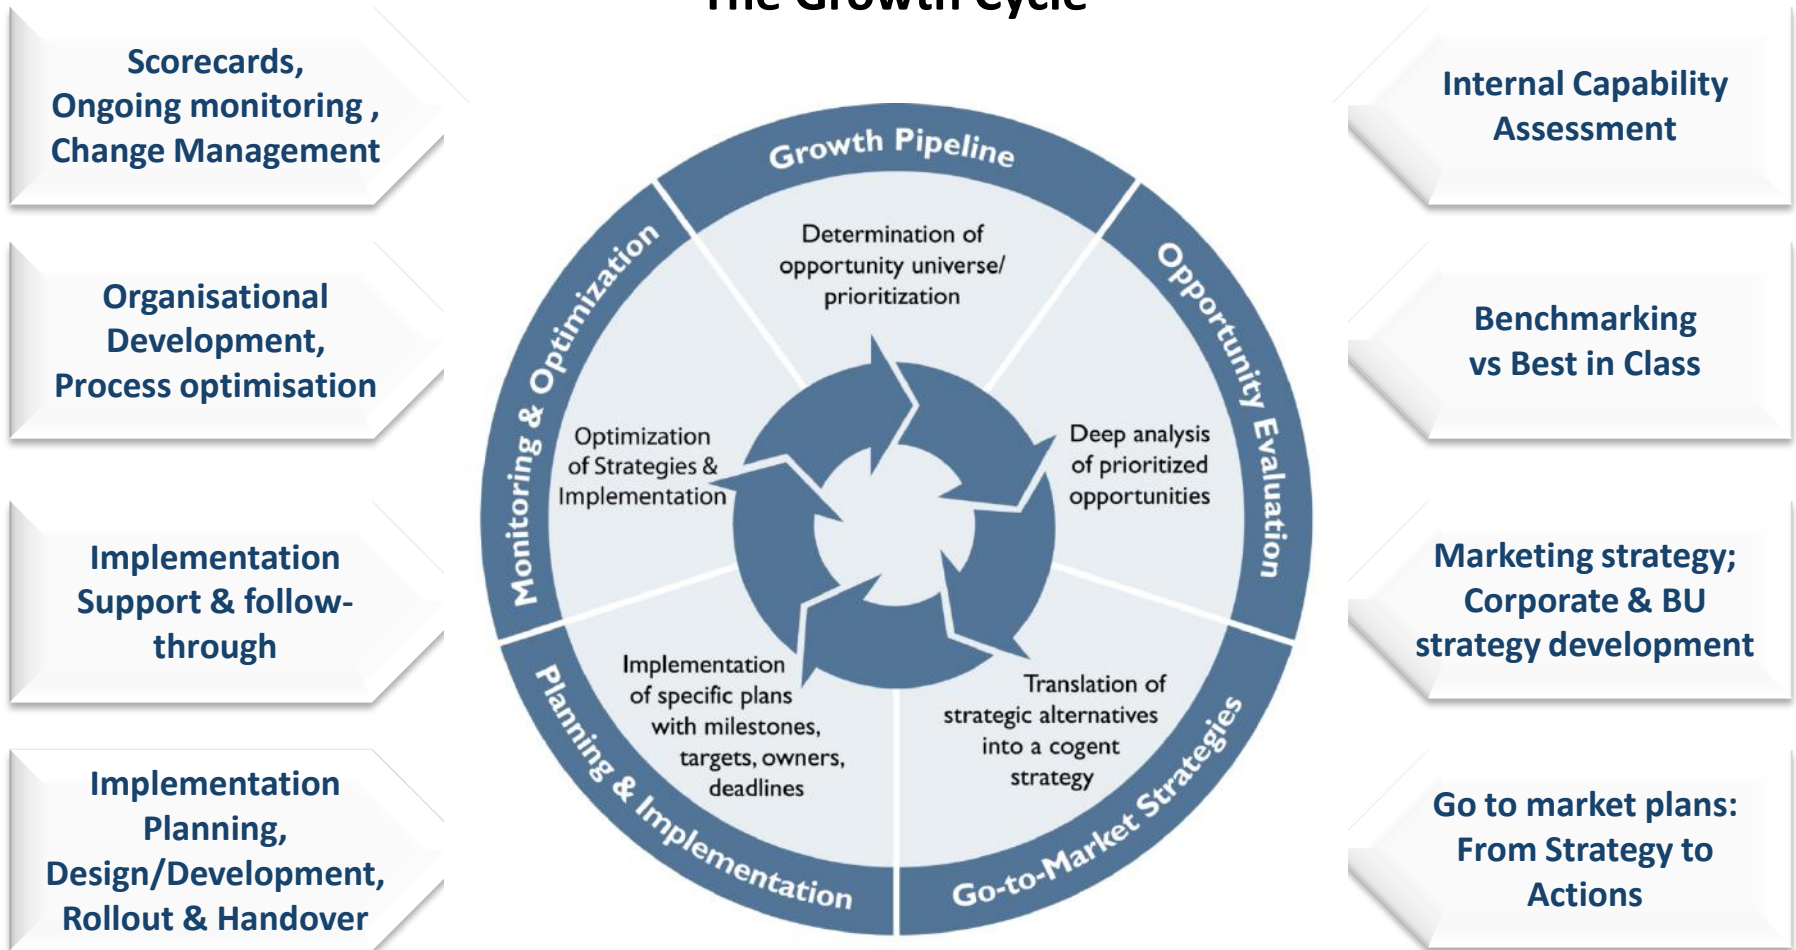 The Growth Cycle
Scorecards,
Ongoing monitoring ,
Change Management
Organisational
Development,
Process optimisation
Implementation
Support & follow-
through
Implementation
Planning,
Design/Development,
Rollout & Handover
Growth Pipeline
Determination of
opportunity universe/
prioritization
Opportunity Evaluation
Deep analysis
of prioritized
opportunities
Go-to-Market Strategies
Translation of
strategic alternatives
into a cogent
strategy
Planning & Implementation
Implementation
of specific plans
with milestones,
targets, owners,
deadlines
Monitoring & Optimization
Optimization
of Strategies &
Implementation
Internal Capability
Assessment
Benchmarking
vs Best in Class
Marketing strategy;
Corporate & BU
strategy development
Go to market plans:
From Strategy to
Actions